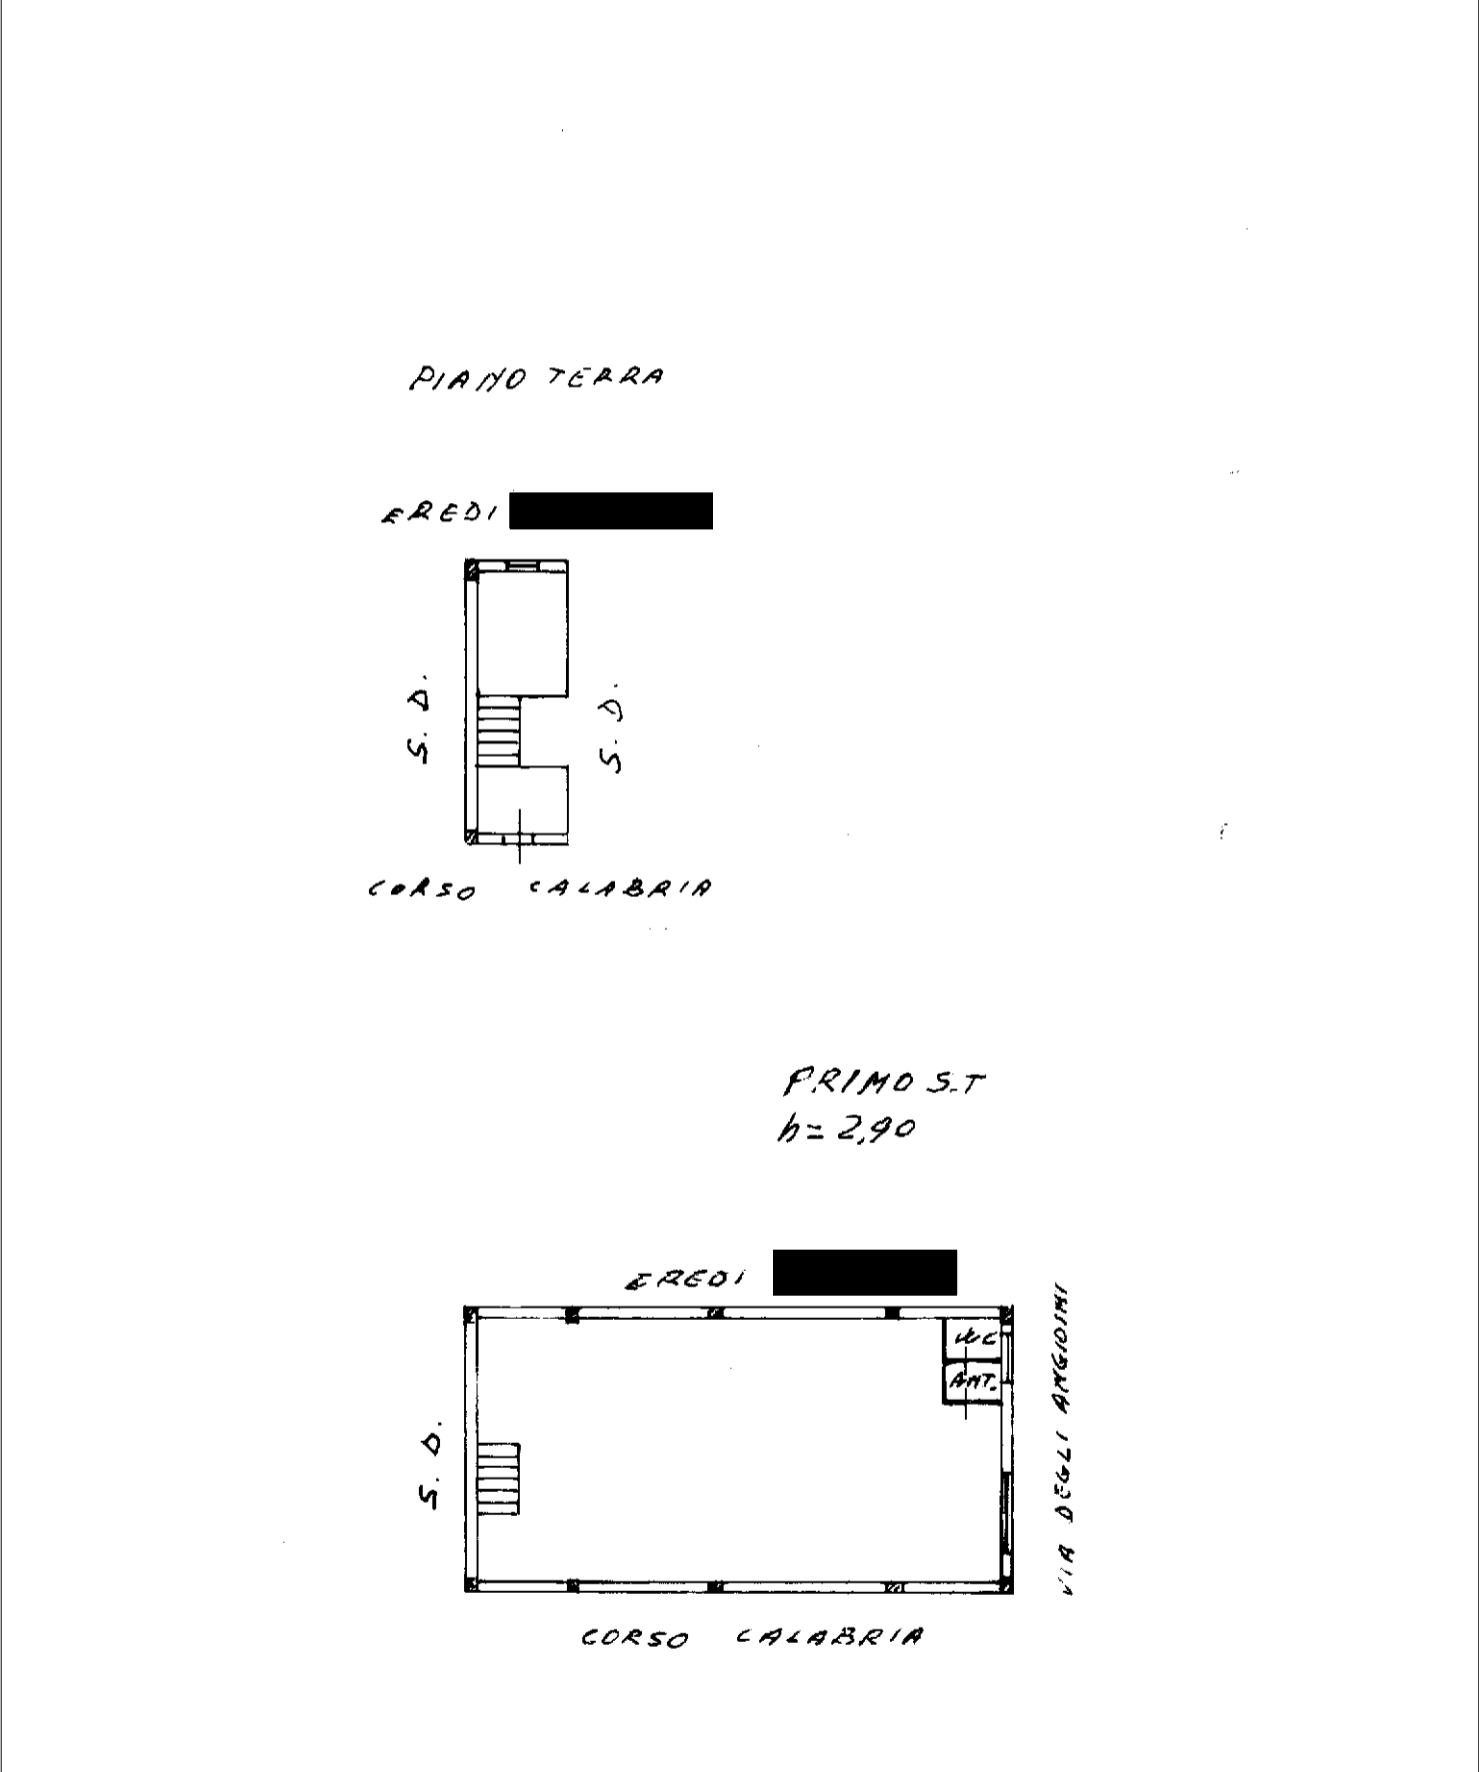 PIANO TERRA
EREDI
S. D.
S. D.
CORSO CALABRIA
PRIMO S.T
h = 2,90
EREDI
WC
ANT.
S. D.
VIA DEGLI ANGIOINI
CORSO CALABRIA